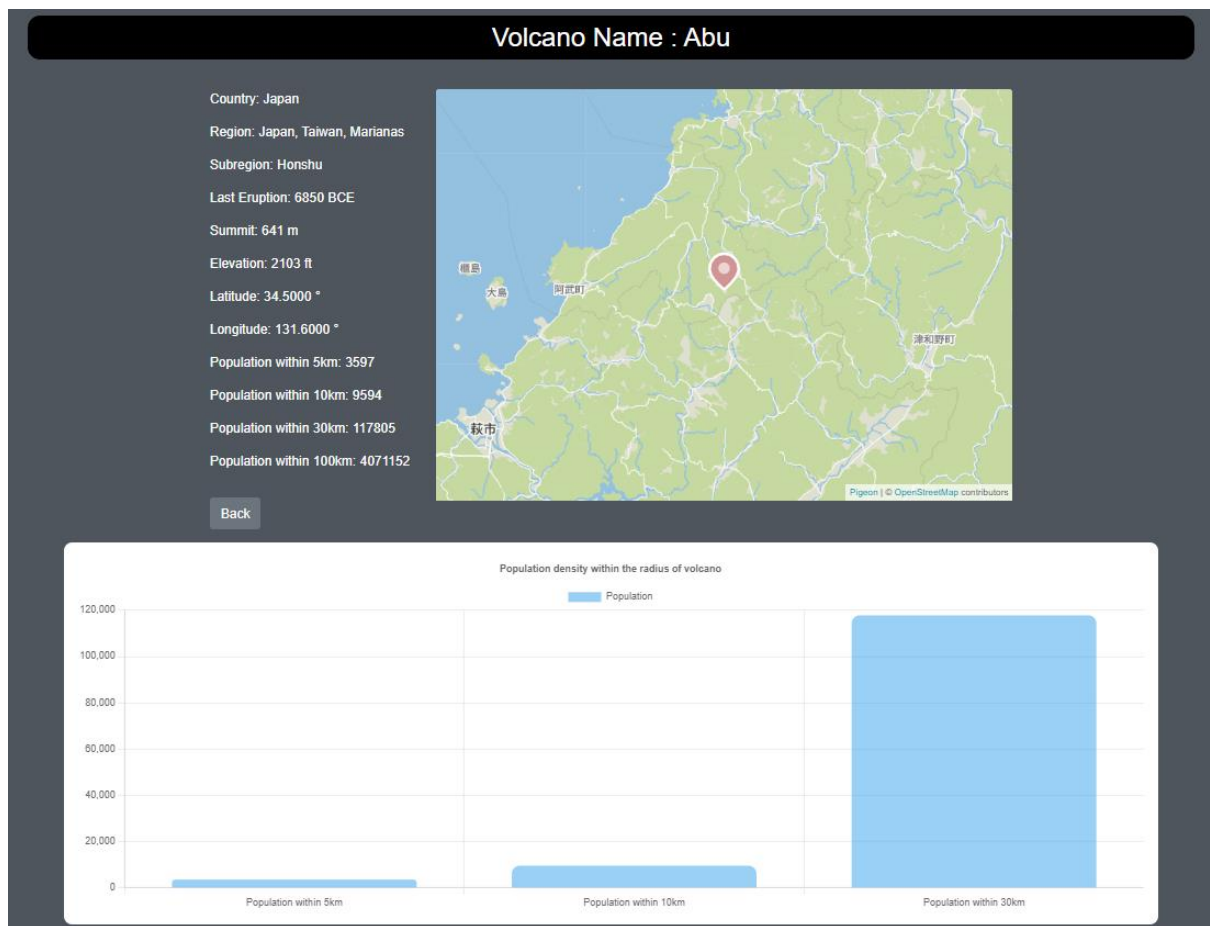 Volcano Name : Abu
Country: Japan
Region: Japan, Taiwan, Marianas
Subregion: Honshu
Last Eruption: 6850 BCE
Summit: 641 m
Elevation: 2103 ft
Latitude: 34.5000 °
Longitude: 131.6000 °
Population within 5km: 3597
Population within 10km: 9594
Population within 30km: 117805
Population within 100km: 4071152
櫃島
大島
阿武町
津和野町
萩市
Pigeon | © OpenStreetMap contributors
Back
Population density within the radius of volcano
Population
120,000
100,000
80,000
60,000
40,000
20,000
0
Population within 5km
Population within 10km
Population within 30km